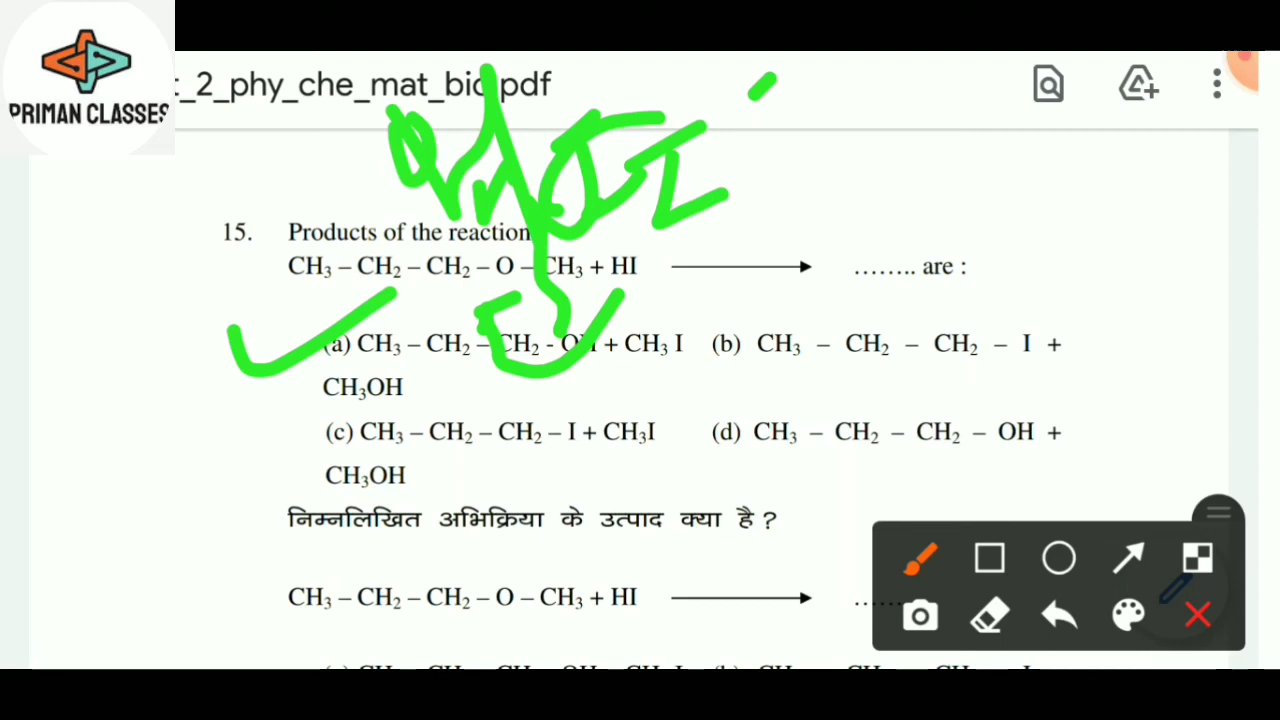 PRIMAN CLASSES
t_2_phy_che_mat_bio.pdf
15. Products of the reaction
CH₃ – CH₂ – CH₂ – O – CH₃ + HI ⟶ …….. are :
(a) CH₃ – CH₂ – CH₂ - OH + CH₃ I (b) CH₃ – CH₂ – CH₂ – I +
CH₃OH
(c) CH₃ – CH₂ – CH₂ – I + CH₃I (d) CH₃ – CH₂ – CH₂ – OH +
CH₃OH
निम्नलिखित अभिक्रिया के उत्पाद क्या है ?
CH₃ – CH₂ – CH₂ – O – CH₃ + HI ⟶ ……